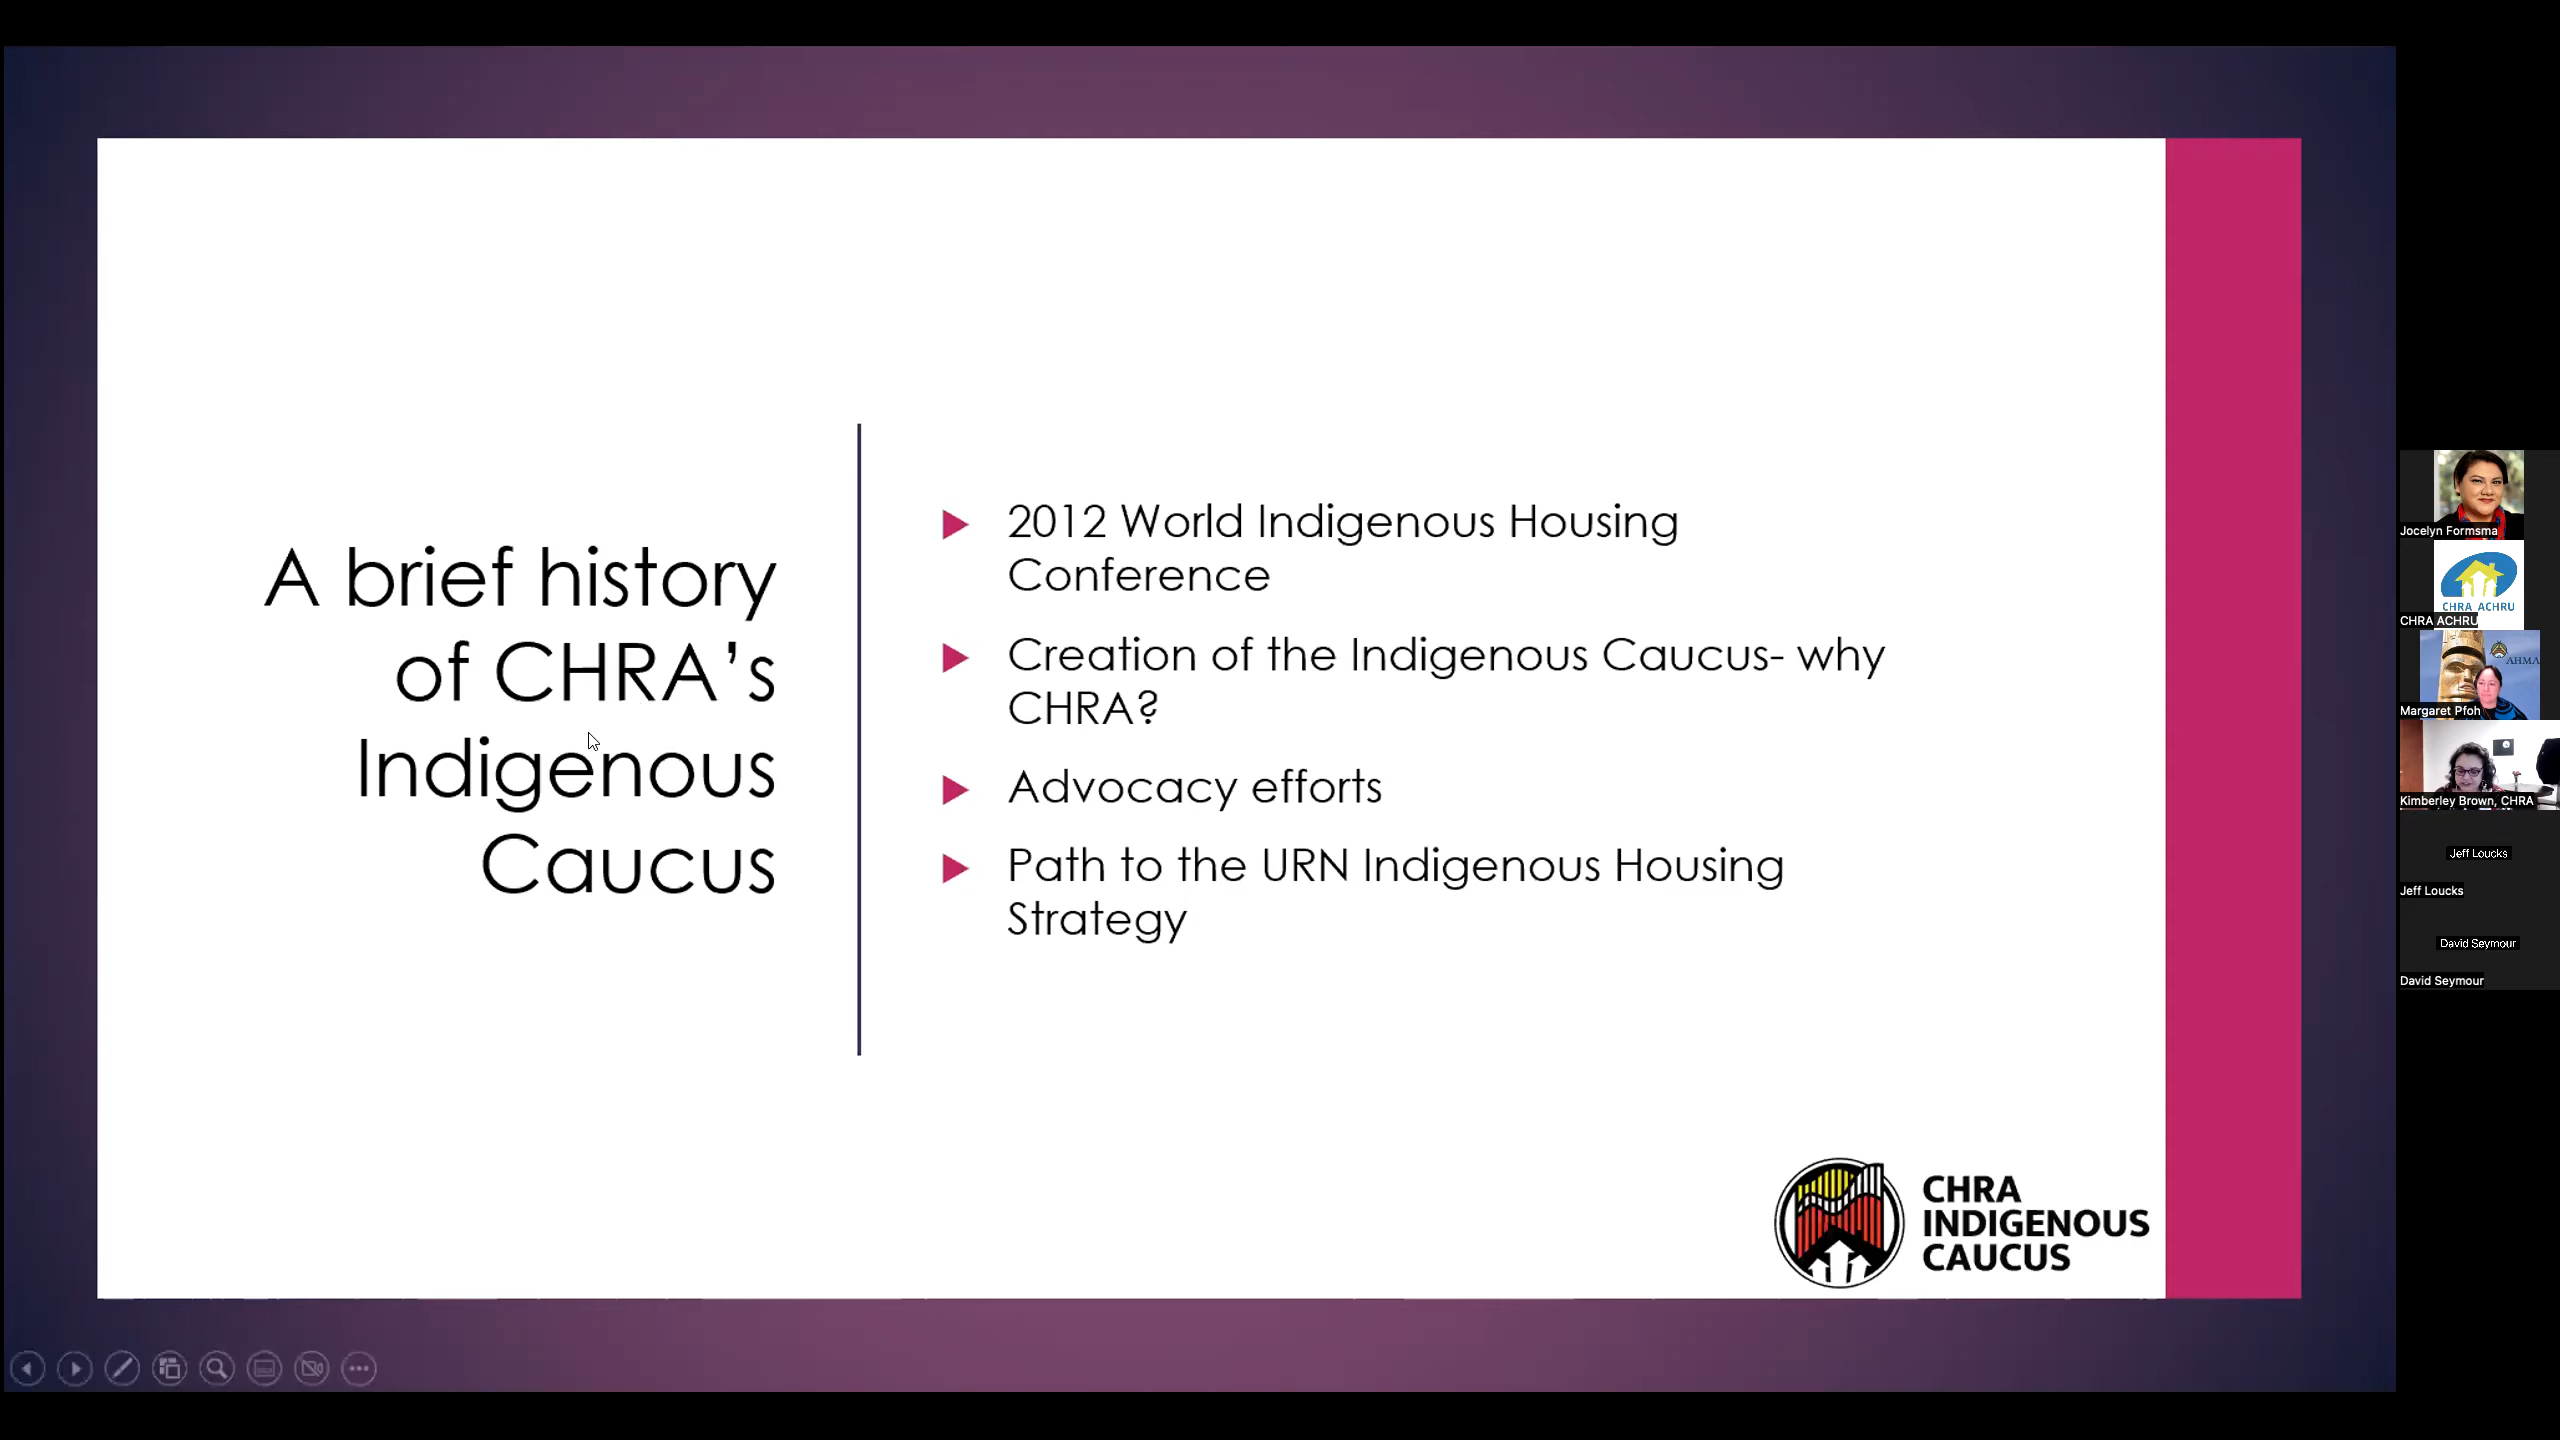 A brief history
of CHRA's
Indigenous
Caucus
2012 World Indigenous Housing
Conference
Creation of the Indigenous Caucus- why
CHRA?
Advocacy efforts
Path to the URN Indigenous Housing
Strategy
CHRA
INDIGENOUS
CAUCUS
Jocelyn Formsma
CHRA ACHRU
CHRA ACHRU
AHMA
Margaret Pfoh
Kimberley Brown, CHRA
Jeff Loucks
Jeff Loucks
David Seymour
David Seymour